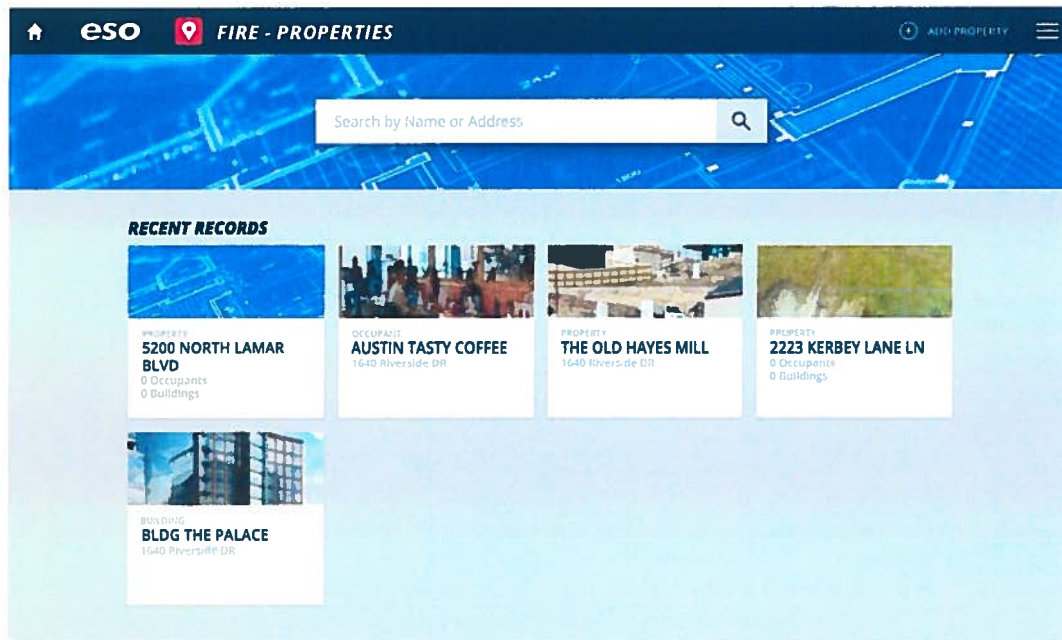 eso FIRE - PROPERTIES ADD PROPERTY
Search by Name or Address
RECENT RECORDS
PROPERTY
5200 NORTH LAMAR
BLVD
0 Occupants
0 Buildings
OCCUPANT
AUSTIN TASTY COFFEE
1640 Riverside DR
PROPERTY
THE OLD HAYES MILL
1640 Riverside DR
PROPERTY
2223 KERBEY LANE LN
0 Occupants
0 Buildings
BUILDING
BLDG THE PALACE
1640 Riverside DR